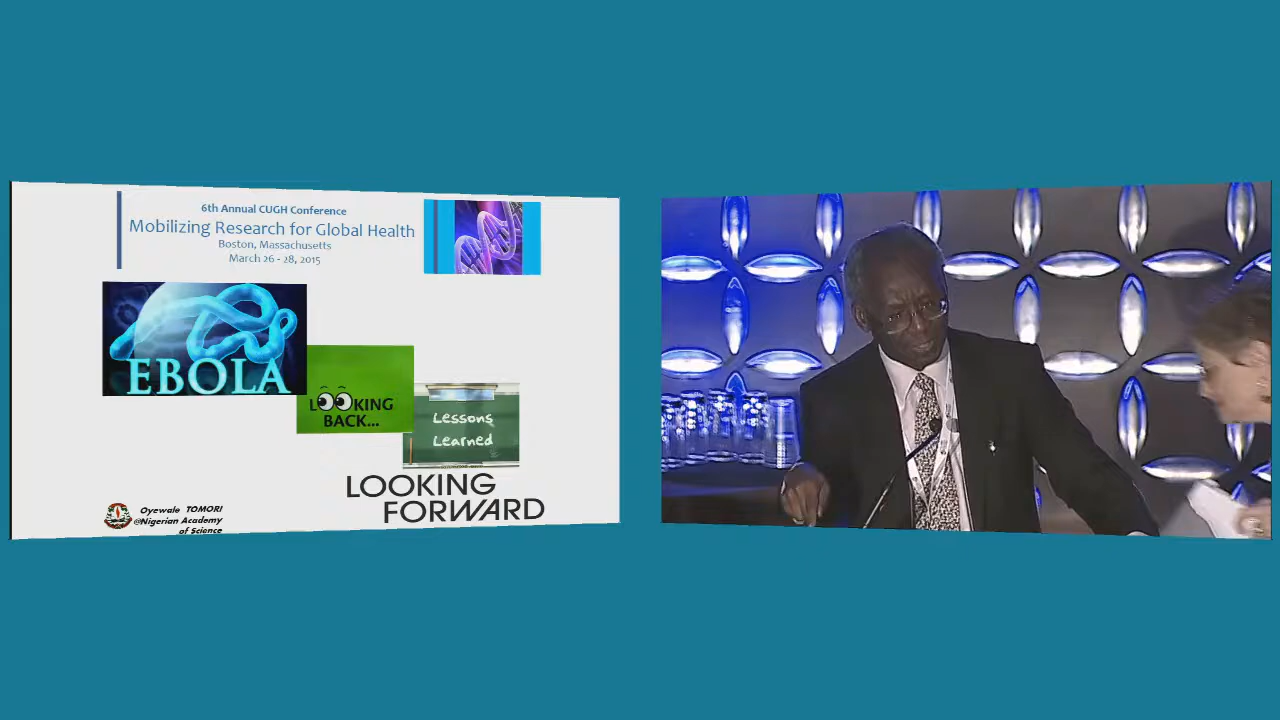 6th Annual CUGH Conference
Mobilizing Research for Global Health
Boston, Massachusetts
March 26 - 28, 2015
EBOLA
LOOKING
BACK...
Lessons
Learned
LOOKING
FORWARD
Oyewale TOMORI
@Nigerian Academy
of Science